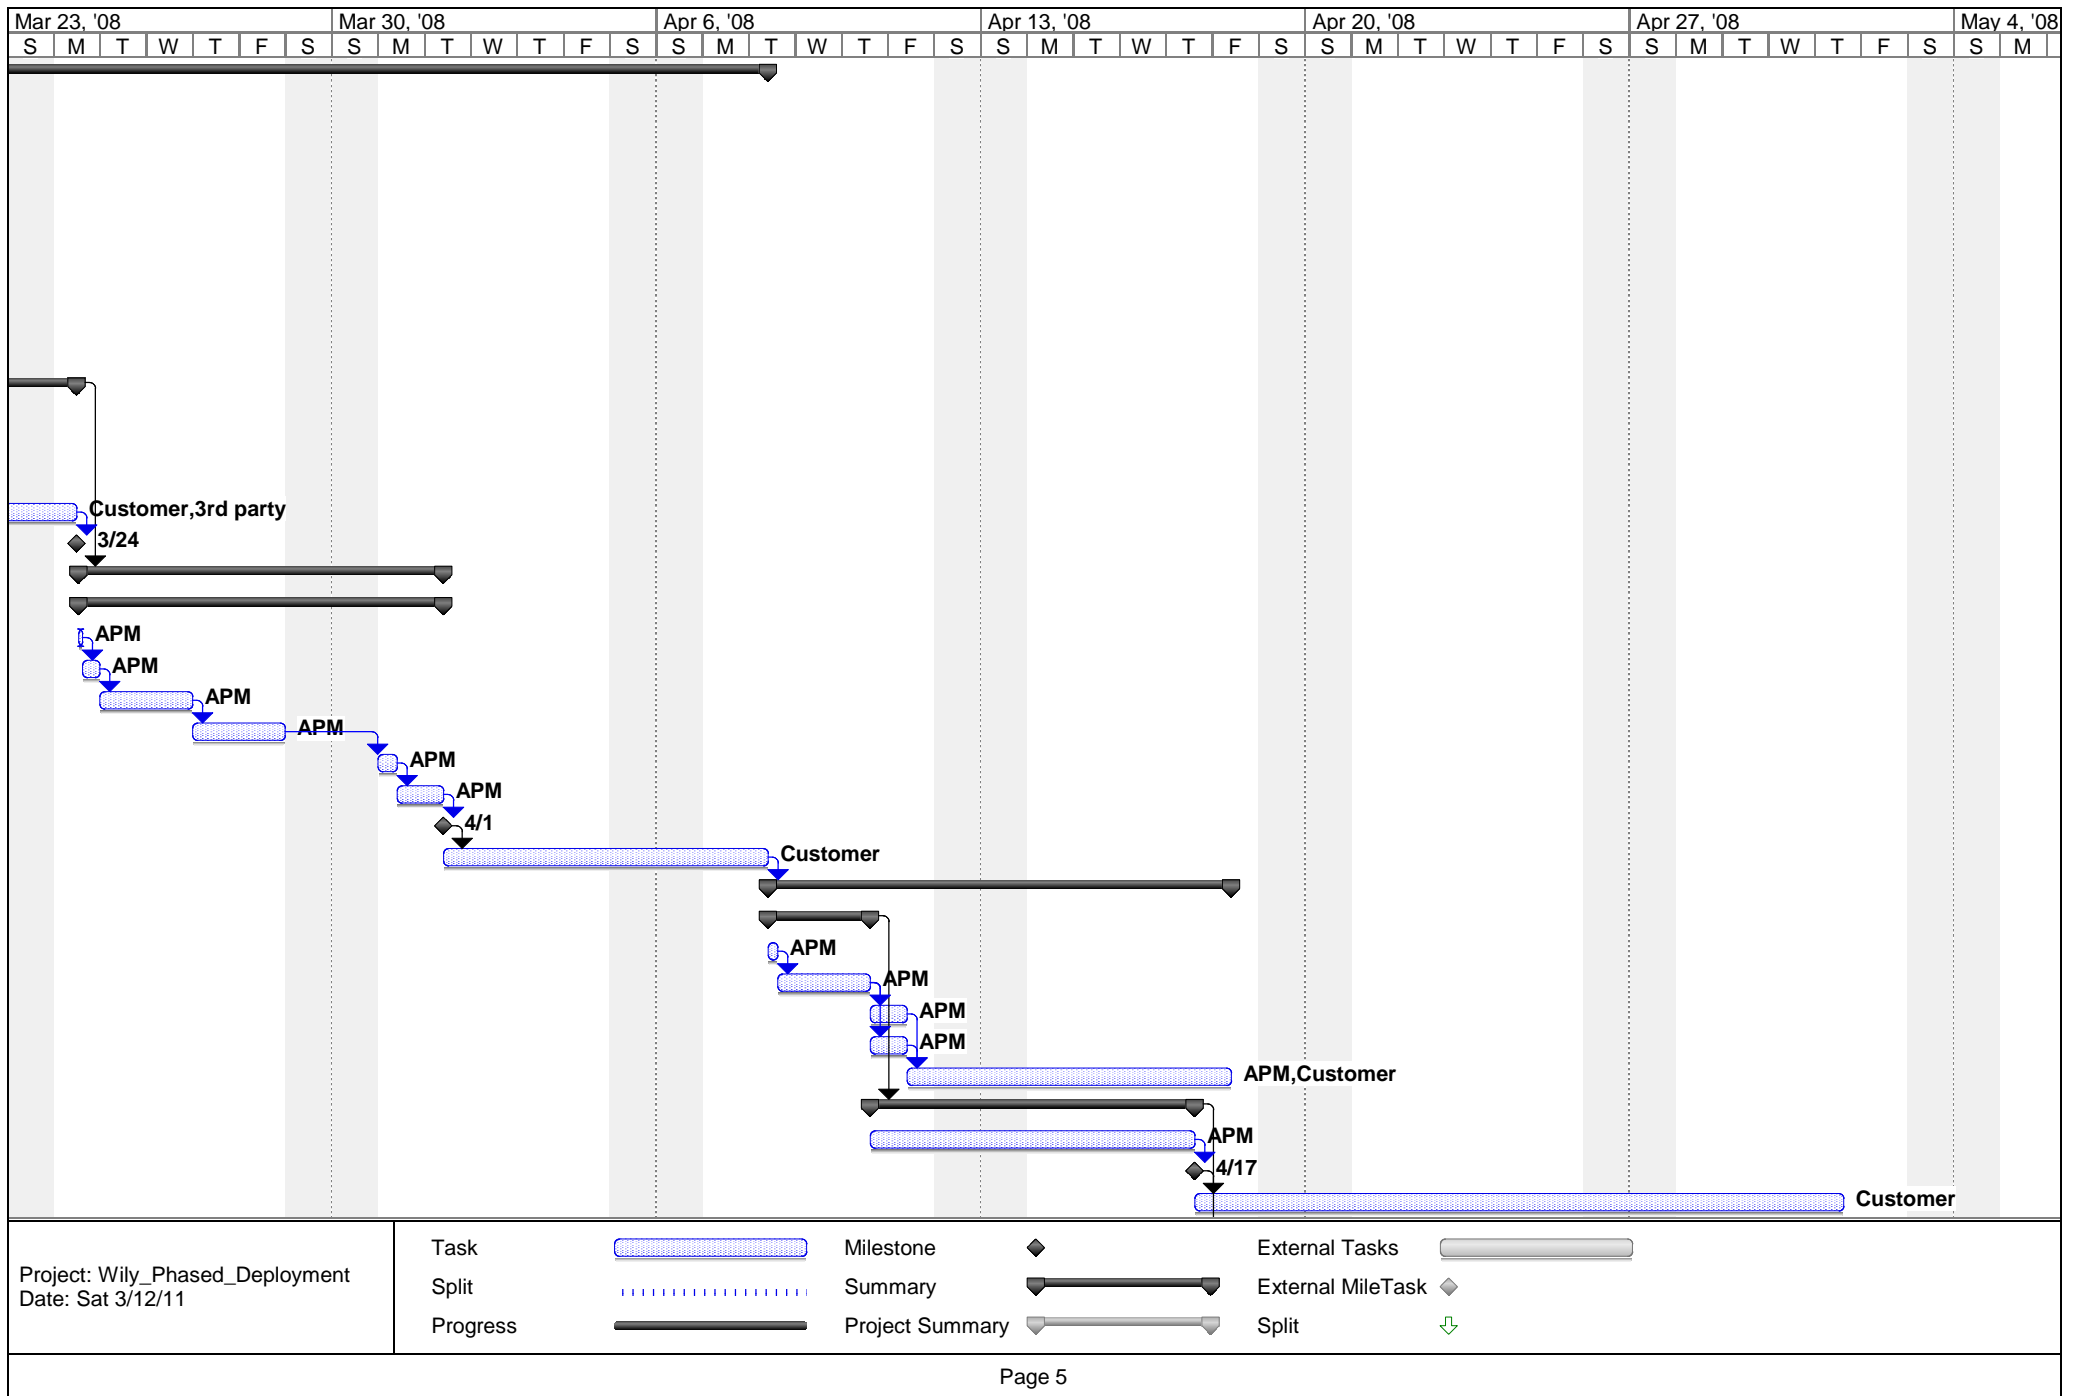 Mar 23, '08 Mar 30, '08 Apr 6, '08 Apr 13, '08 Apr 20, '08 Apr 27, '08 May 4, '08
S M T W T F S S M T W T F S S M T W T F S S M T W T F S S M T W T F S S M T W T F S S M
Customer,3rd party
3/24
APM
APM
APM
APM
APM
APM
4/1
Customer
APM
APM
APM
APM
APM,Customer
APM
4/17
Customer
Project: Wily_Phased_Deployment
Date: Sat 3/12/11
Task Milestone External Tasks
Split Summary External MileTask
Progress Project Summary Split
Page 5